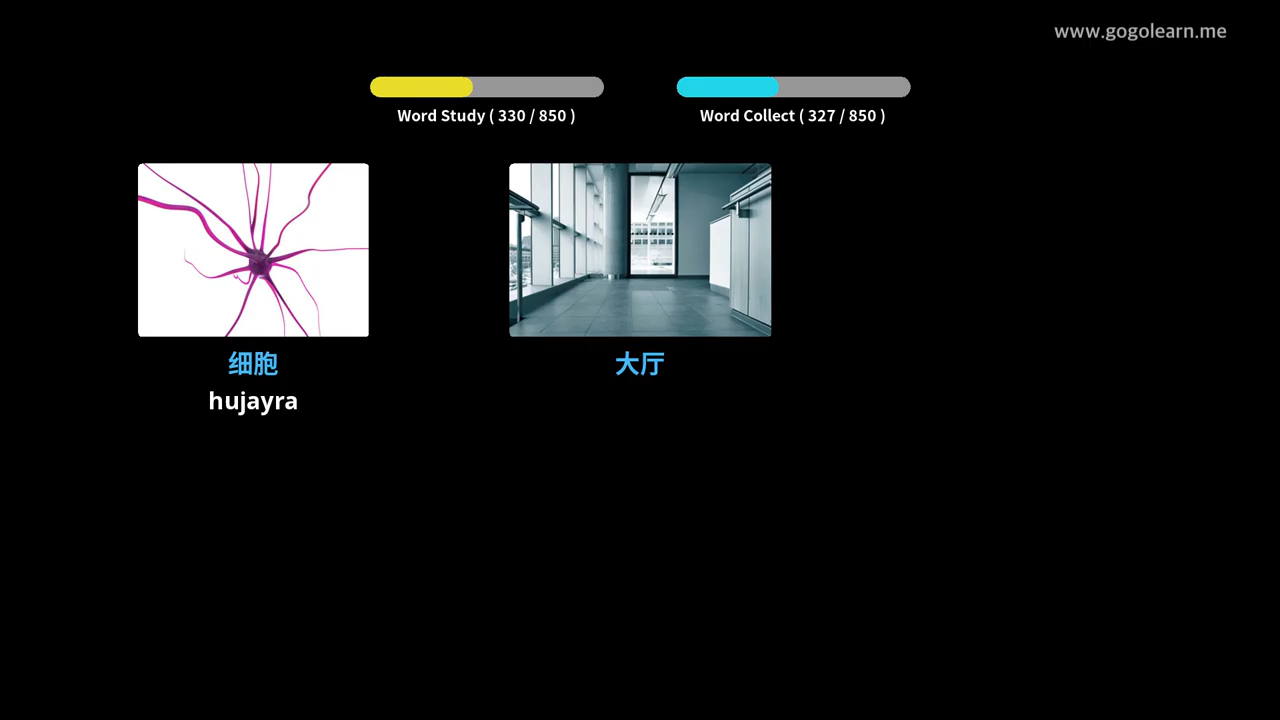 www.gogolearn.me
Word Study ( 330 / 850 )
Word Collect ( 327 / 850 )
细胞
大厅
hujayra